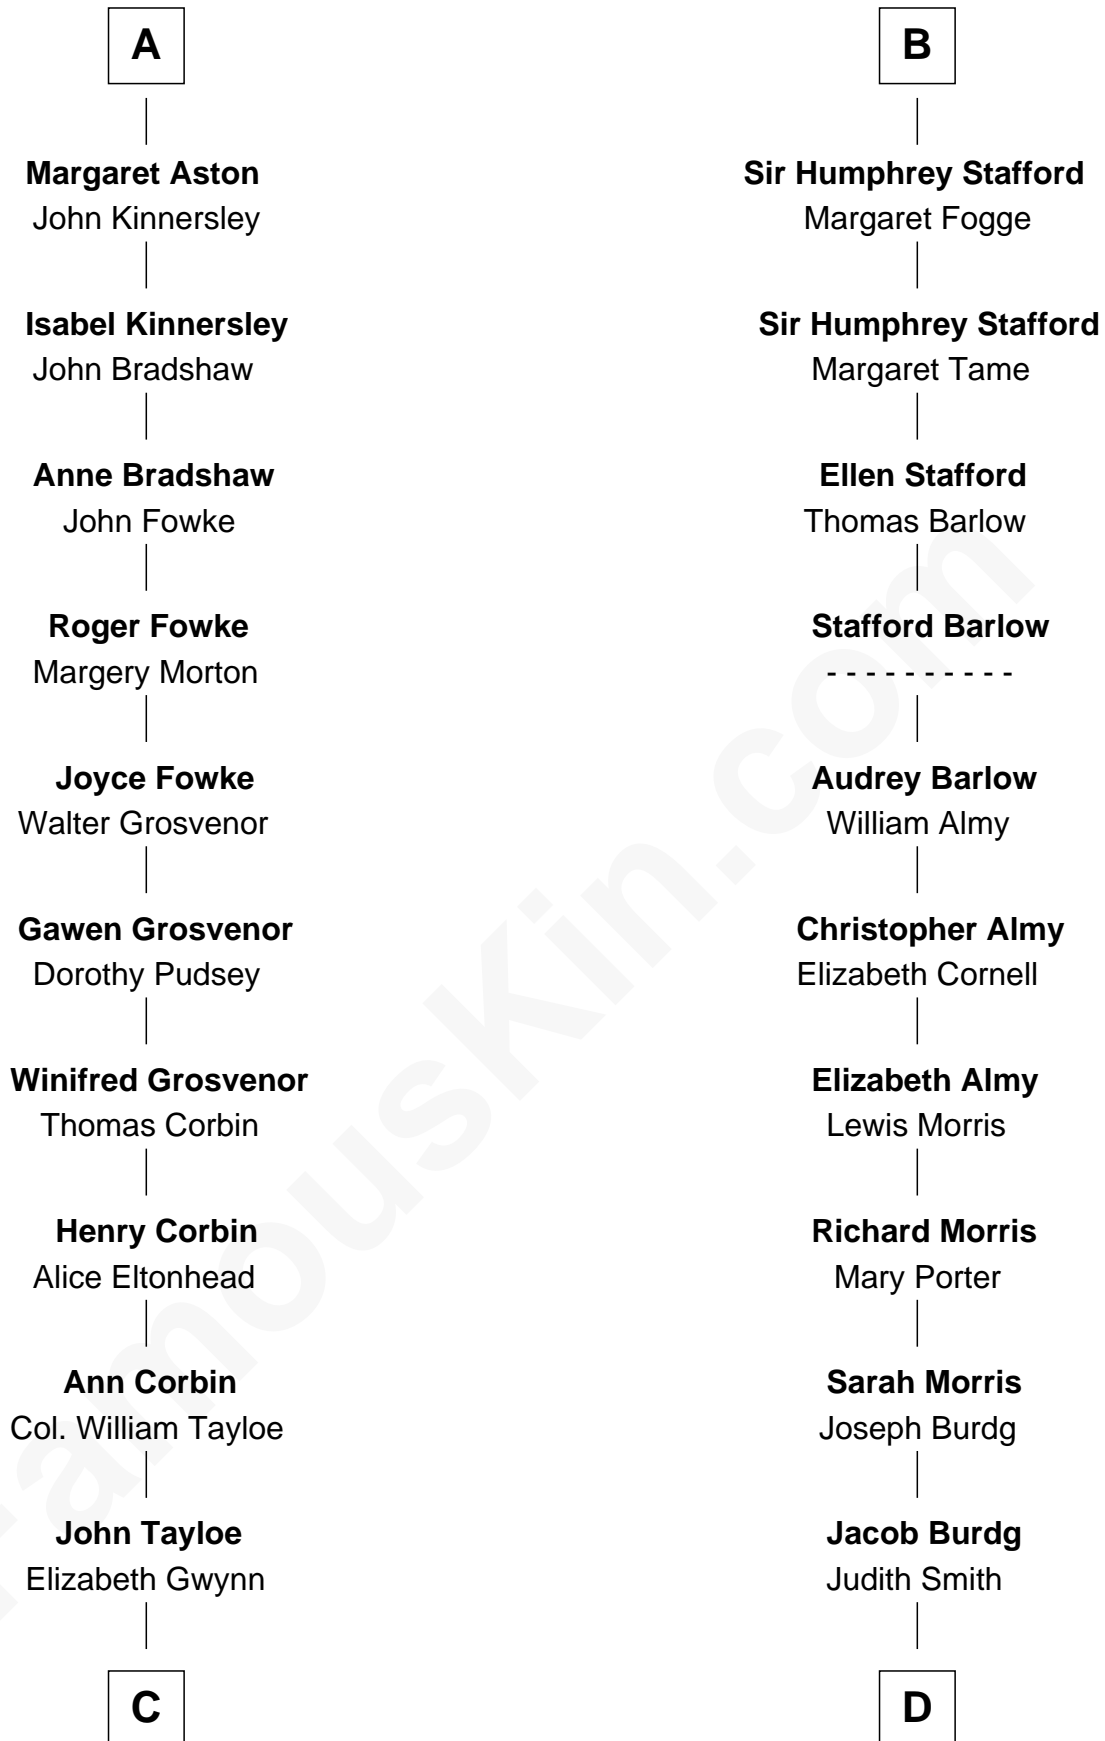 A
Margaret Aston
John Kinnersley
Isabel Kinnersley
John Bradshaw
Anne Bradshaw
John Fowke
Roger Fowke
Margery Morton
Joyce Fowke
Walter Grosvenor
Gawen Grosvenor
Dorothy Pudsey
Winifred Grosvenor
Thomas Corbin
Henry Corbin
Alice Eltonhead
Ann Corbin
Col. William Tayloe
John Tayloe
Elizabeth Gwynn
C
B
Sir Humphrey Stafford
Margaret Fogge
Sir Humphrey Stafford
Margaret Tame
Ellen Stafford
Thomas Barlow
Stafford Barlow
- - - - - - - - - -
Audrey Barlow
William Almy
Christopher Almy
Elizabeth Cornell
Elizabeth Almy
Lewis Morris
Richard Morris
Mary Porter
Sarah Morris
Joseph Burdg
Jacob Burdg
Judith Smith
D
FamousKin.com